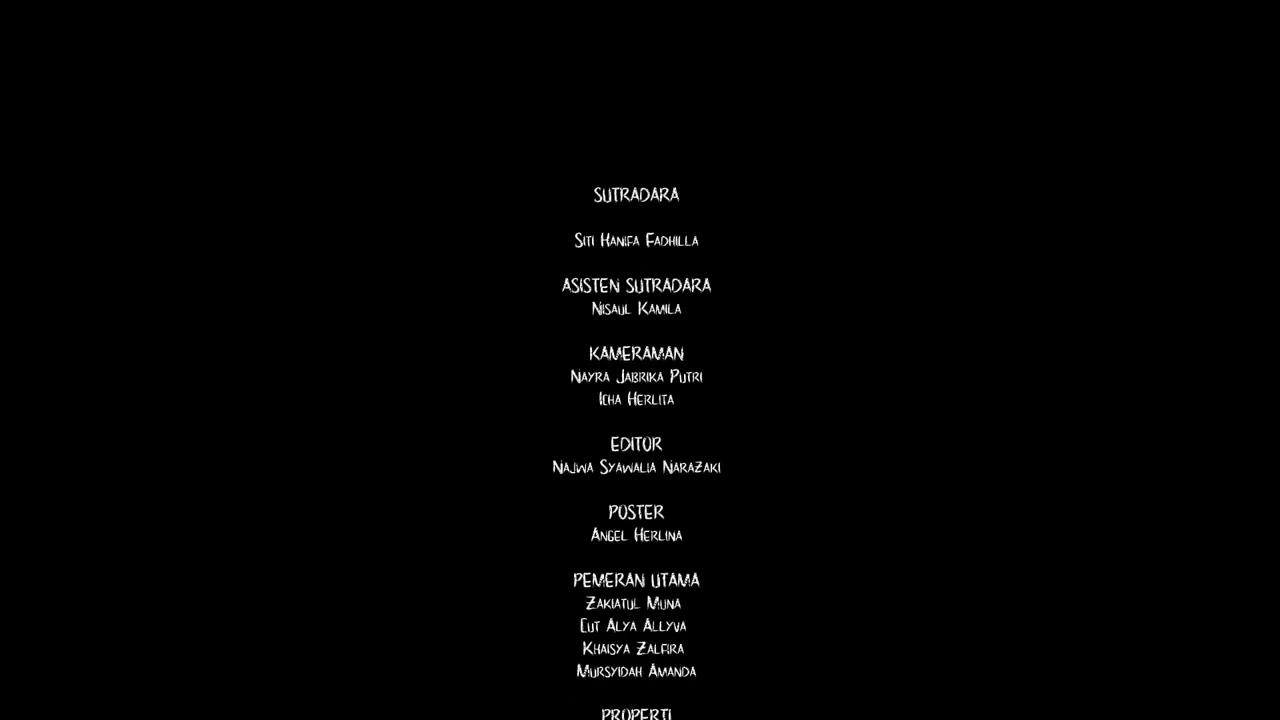 SUTRADARA
SITI HANIFA FADHILLA
ASISTEN SUTRADARA
NISAUL KAMILA
KAMERAMAN
NAYRA JABRIKA PUTRI
ICHA HERLITA
EDITOR
NAJWA SYAWALIA NARAZAKI
POSTER
ANGEL HERLINA
PEMERAN UTAMA
ZAKIATUL MUNA
CUT ALYA ALLYVA
KHAISYA ZALFIRA
MURSYIDAH AMANDA
PROPERTI